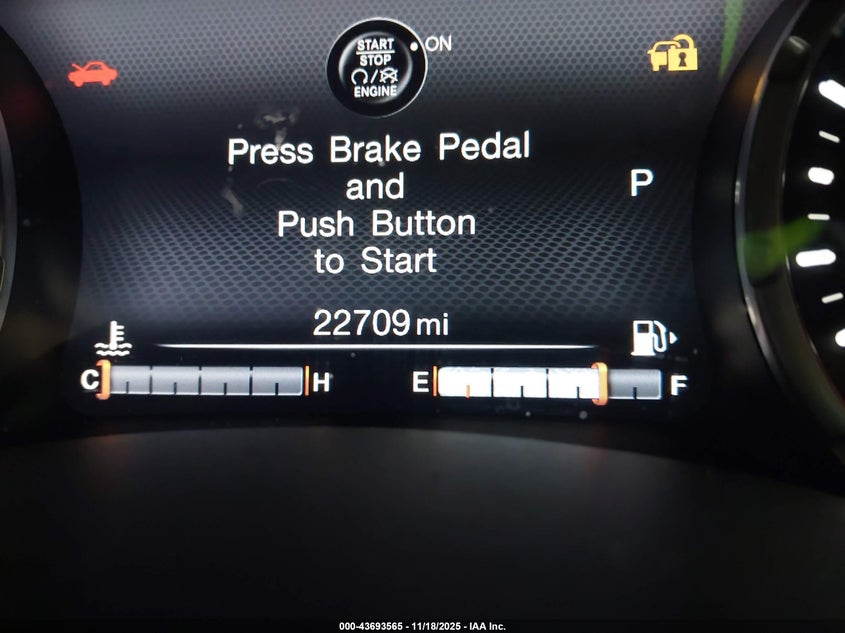 START
STOP
ENGINE
ON
Press Brake Pedal
and
P
Push Button
to Start
22709 mi
C H E F
000-43693565 - 11/18/2025 - IAA Inc.